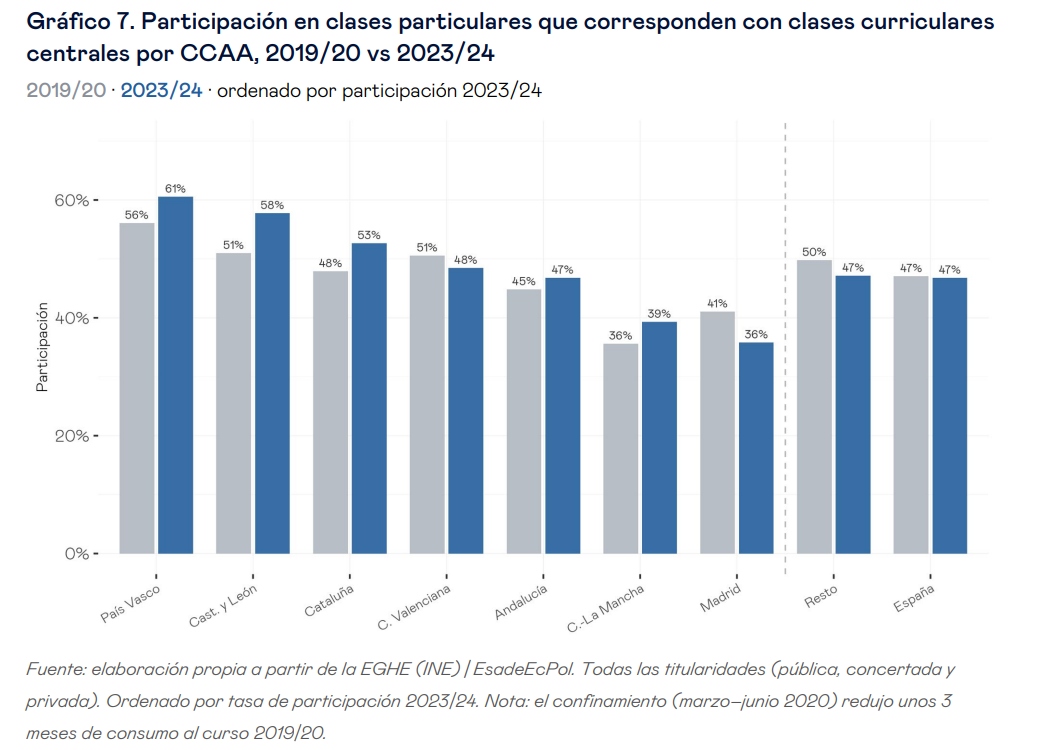 Gráfico 7. Participación en clases particulares que corresponden con clases curriculares
centrales por CCAA, 2019/20 vs 2023/24
2019/20 · 2023/24 · ordenado por participación 2023/24
Participación
60%
40%
20%
0%
56% 61%
51% 58%
48% 53%
51% 48%
45% 47%
36% 39%
41% 36%
50% 47%
47% 47%
País Vasco
Cast. y León
Cataluña
C. Valenciana
Andalucía
C.-La Mancha
Madrid
Resto
España
Fuente: elaboración propia a partir de la EGHE (INE) | EsadeEcPol. Todas las titularidades (pública, concertada y
privada). Ordenado por tasa de participación 2023/24. Nota: el confinamiento (marzo–junio 2020) redujo unos 3
meses de consumo al curso 2019/20.